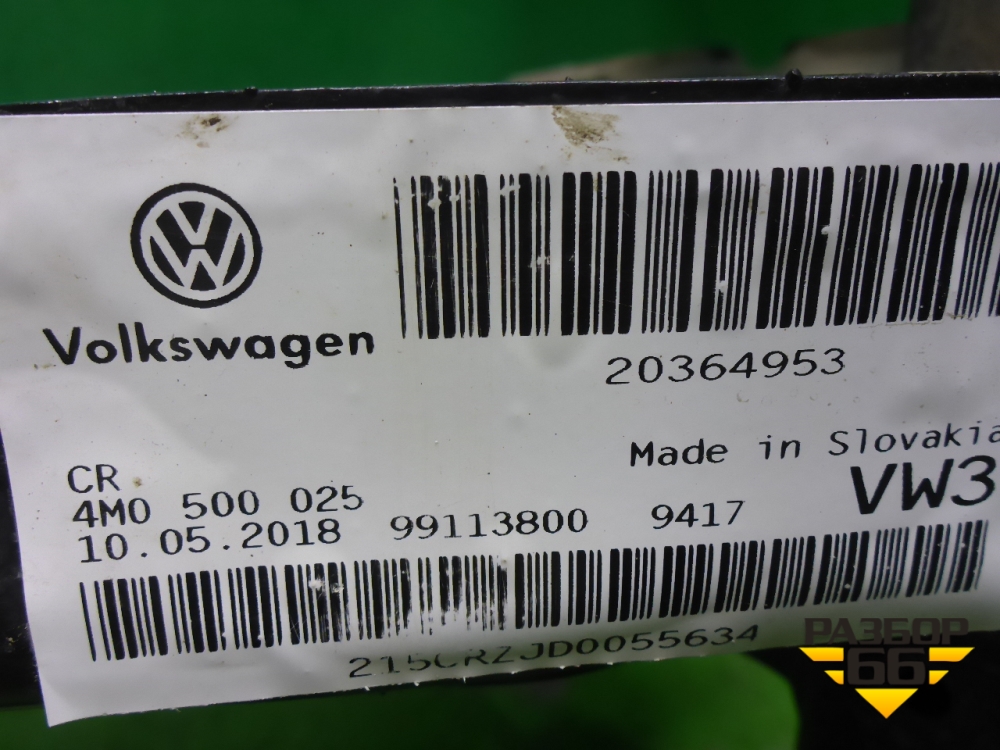 Volkswagen
20364953
Made in Slovakia
CR
4M0 500 025
VW3
10.05.2018 99113800 9417
215CRZJD0055634
РАЗБОР
66